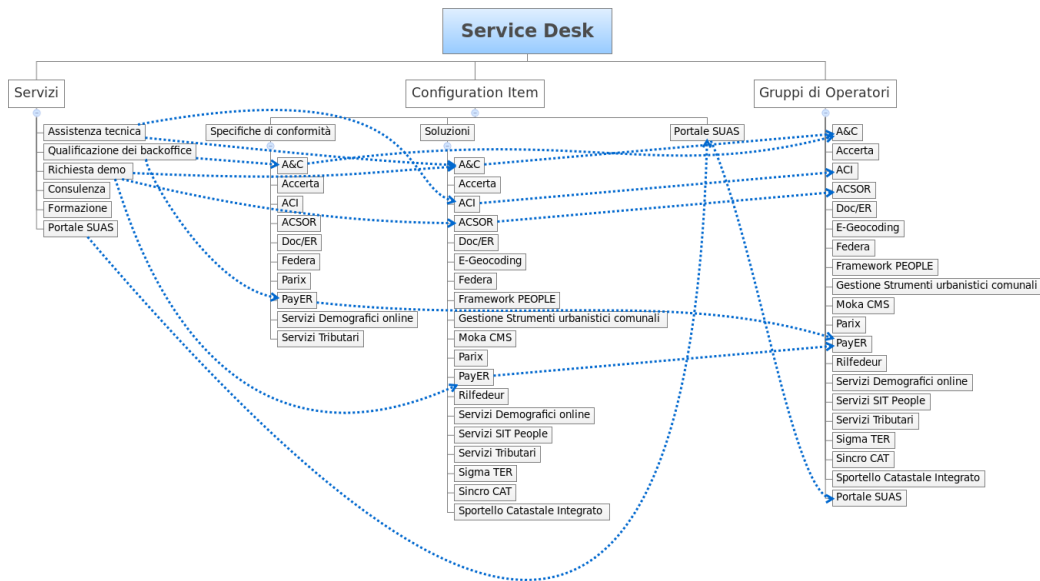 Service Desk
Servizi
Assistenza tecnica
Qualificazione dei backoffice
Richiesta demo
Consulenza
Formazione
Portale SUAS
Configuration Item
Specifiche di conformità
A&C
Accerta
ACI
ACSOR
Doc/ER
Federa
Parix
PayER
Servizi Demografici online
Servizi Tributari
Soluzioni
A&C
Accerta
ACI
ACSOR
Doc/ER
E-Geocoding
Federa
Framework PEOPLE
Gestione Strumenti urbanistici comunali
Moka CMS
Parix
PayER
Rilfedeur
Servizi Demografici online
Servizi SIT People
Servizi Tributari
Sigma TER
Sincro CAT
Sportello Catastale Integrato
Portale SUAS
Gruppi di Operatori
A&C
Accerta
ACI
ACSOR
Doc/ER
E-Geocoding
Federa
Framework PEOPLE
Gestione Strumenti urbanistici comunali
Moka CMS
Parix
PayER
Rilfedeur
Servizi Demografici online
Servizi SIT People
Servizi Tributari
Sigma TER
Sincro CAT
Sportello Catastale Integrato
Portale SUAS